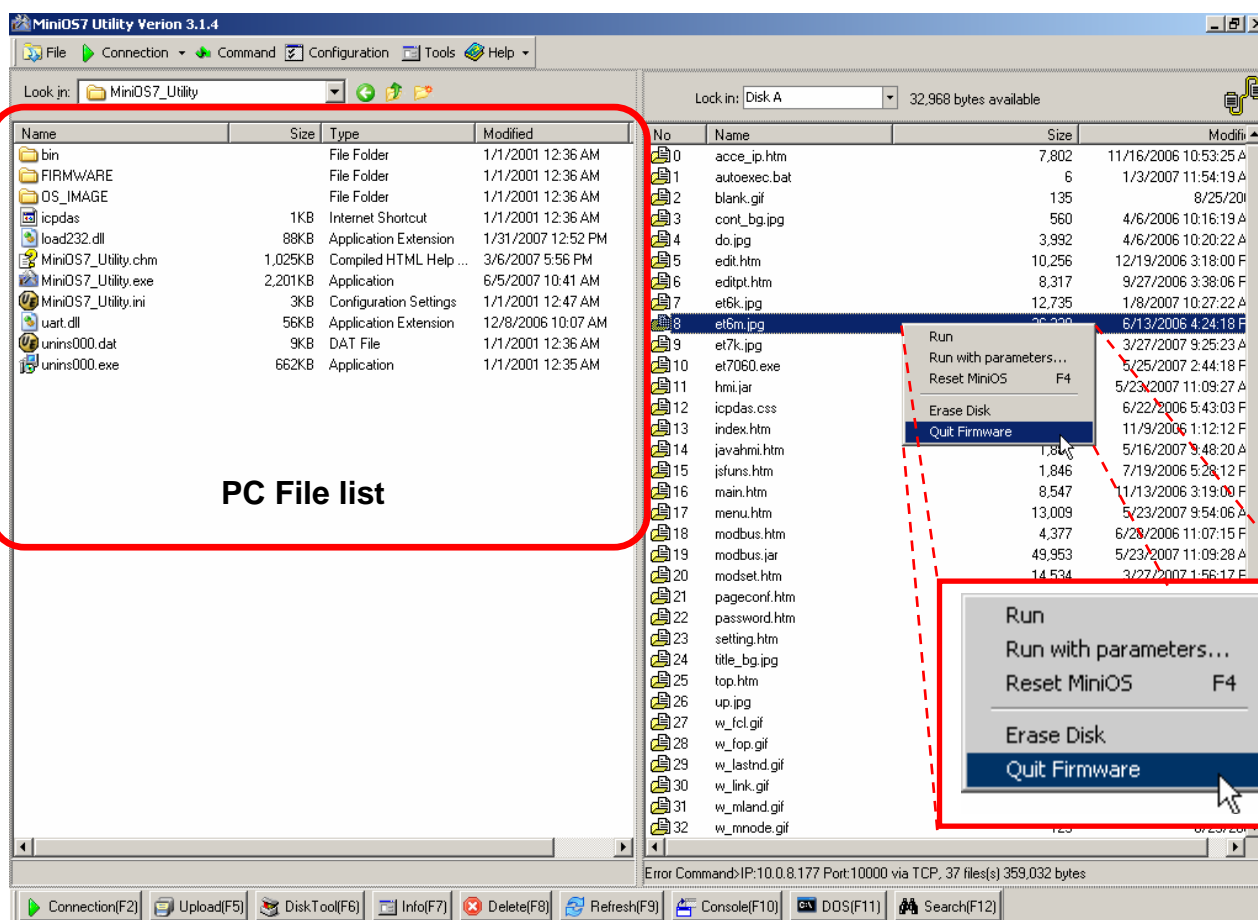 MiniOS7 Utility Verion 3.1.4
File Connection Command Configuration Tools Help
Look in: MiniOS7_Utility
Name Size Type Modified
bin File Folder 1/1/2001 12:36 AM
FIRMWARE File Folder 1/1/2001 12:36 AM
OS_IMAGE File Folder 1/1/2001 12:36 AM
icpdas 1KB Internet Shortcut 1/1/2001 12:36 AM
load232.dll 88KB Application Extension 1/31/2007 12:52 PM
MiniOS7_Utility.chm 1,025KB Compiled HTML Help ... 3/6/2007 5:56 PM
MiniOS7_Utility.exe 2,201KB Application 6/5/2007 10:41 AM
MiniOS7_Utility.ini 3KB Configuration Settings 1/1/2001 12:47 AM
uart.dll 56KB Application Extension 12/8/2006 10:07 AM
unins000.dat 9KB DAT File 1/1/2001 12:36 AM
unins000.exe 662KB Application 1/1/2001 12:35 AM
PC File list
Lock in: Disk A 32,968 bytes available
No Name Size Modifi
0 acce_ip.htm 7,802 11/16/2006 10:53:25 A
1 autoexec.bat 6 1/3/2007 11:54:19 A
2 blank.gif 135 8/25/200
3 cont_bg.jpg 560 4/6/2006 10:16:19 A
4 do.jpg 3,992 4/6/2006 10:20:22 A
5 edit.htm 10,256 12/19/2006 3:18:00 F
6 editpt.htm 8,317 9/27/2006 3:38:06 F
7 et6k.jpg 12,735 1/8/2007 10:27:22 A
8 et6m.jpg 6/13/2006 4:24:18 F
9 et7k.jpg 3/27/2007 9:25:23 A
10 et7060.exe 5/25/2007 2:44:18 F
11 hmi.jar 5/23/2007 11:09:27 A
12 icpdas.css 6/22/2006 5:43:03 F
13 index.htm 11/9/2006 1:12:12 F
14 javahmi.htm 5/16/2007 9:48:20 A
15 jsfuns.htm 1,846 7/19/2006 5:28:12 F
16 main.htm 8,547 11/13/2006 3:19:00 F
17 menu.htm 13,009 5/23/2007 9:54:06 A
18 modbus.htm 4,377 6/28/2006 11:07:15 F
19 modbus.jar 49,953 5/23/2007 11:09:28 A
20 modset.htm 14,534 3/27/2007 1:56:17 F
21 pageconf.htm
22 password.htm
23 setting.htm
24 title_bg.jpg
25 top.htm
26 up.jpg
27 w_fcl.gif
28 w_fop.gif
29 w_lastnd.gif
30 w_link.gif
31 w_mland.gif
32 w_mnode.gif
Run
Run with parameters...
Reset MiniOS F4
Erase Disk
Quit Firmware
Run
Run with parameters...
Reset MiniOS F4
Erase Disk
Quit Firmware
Error Command>IP:10.0.8.177 Port:10000 via TCP, 37 files(s) 359,032 bytes
Connection(F2) Upload(F5) DiskTool(F6) Info(F7) Delete(F8) Refresh(F9) Console(F10) DOS(F11) Search(F12)